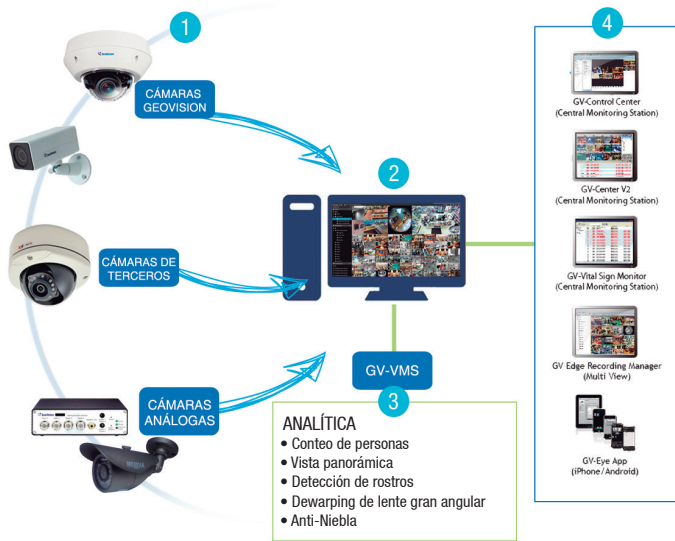 1
CÁMARAS
GEOVISION
CÁMARAS DE
TERCEROS
CÁMARAS
ANÁLOGAS
2
GV-VMS
3
ANALÍTICA
• Conteo de personas
• Vista panorámica
• Detección de rostros
• Dewarping de lente gran angular
• Anti-Niebla
4
GV-Control Center
(Central Monitoring Station)
GV-Center V2
(Central Monitoring Station)
GV-Vital Sign Monitor
(Central Monitoring Station)
GV Edge Recording Manager
(Multi View)
GV-Eye App
(iPhone/Android)